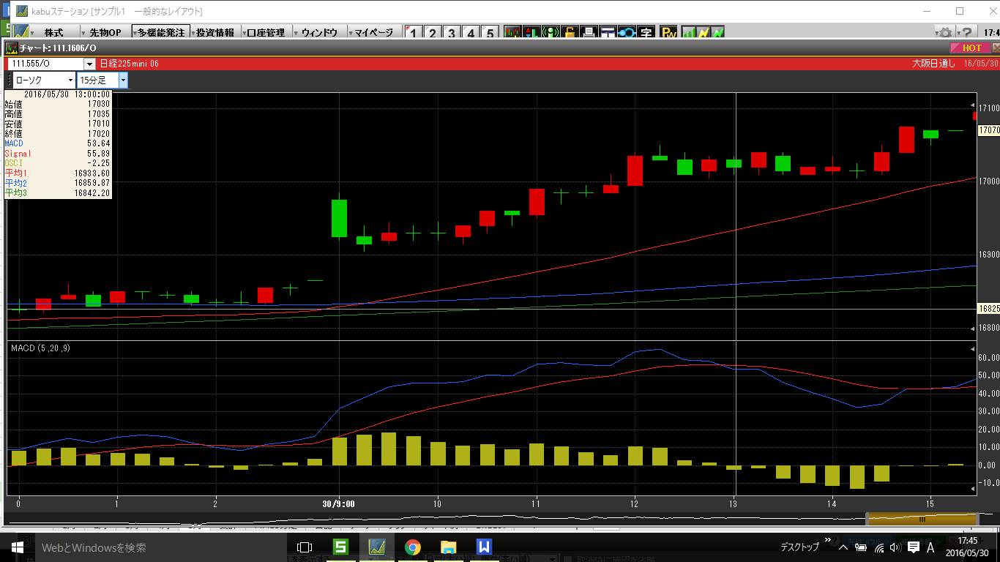 kabuステーション [サンプル1　一般的なレイアウト]
株式 先物OP 多機能発注 投資情報 口座管理 ウィンドウ マイページ 1 2 3 4 5 L 字 Pw ? 17:4
チャート: 111.1606/O HOT
111.555/O 日経225mini 06 大阪日通し 16/05/30
ローソク 15分足
2016/05/30 13:00:00
始値 17030
高値 17035
安値 17010
終値 17020
MACD 53.64
Signal 55.89
OSCI -2.25
平均1 16933.60
平均2 16859.87
平均3 16842.20
17100
17070
17000
16900
16825
16800
MACD (5 ,20 ,9)
60.00
50.00
40.00
30.00
20.00
10.00
0.00
-10.0
0 1 2 30/9:00 10 11 12 13 14 15
WebとWindowsを検索 S W デスクトップ A 17:45
2016/05/30